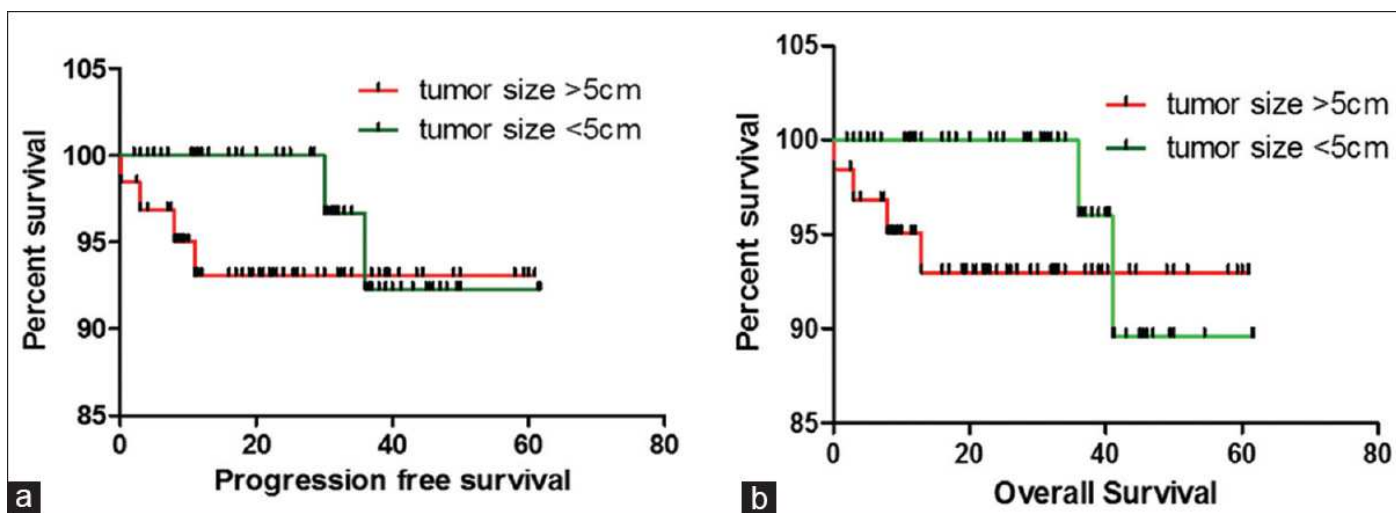 105
100
95
90
85
Percent survival
tumor size >5cm
tumor size <5cm
0 20 40 60 80
Progression free survival
a
105
100
95
90
85
Percent survival
tumor size >5cm
tumor size <5cm
0 20 40 60 80
Overall Survival
b